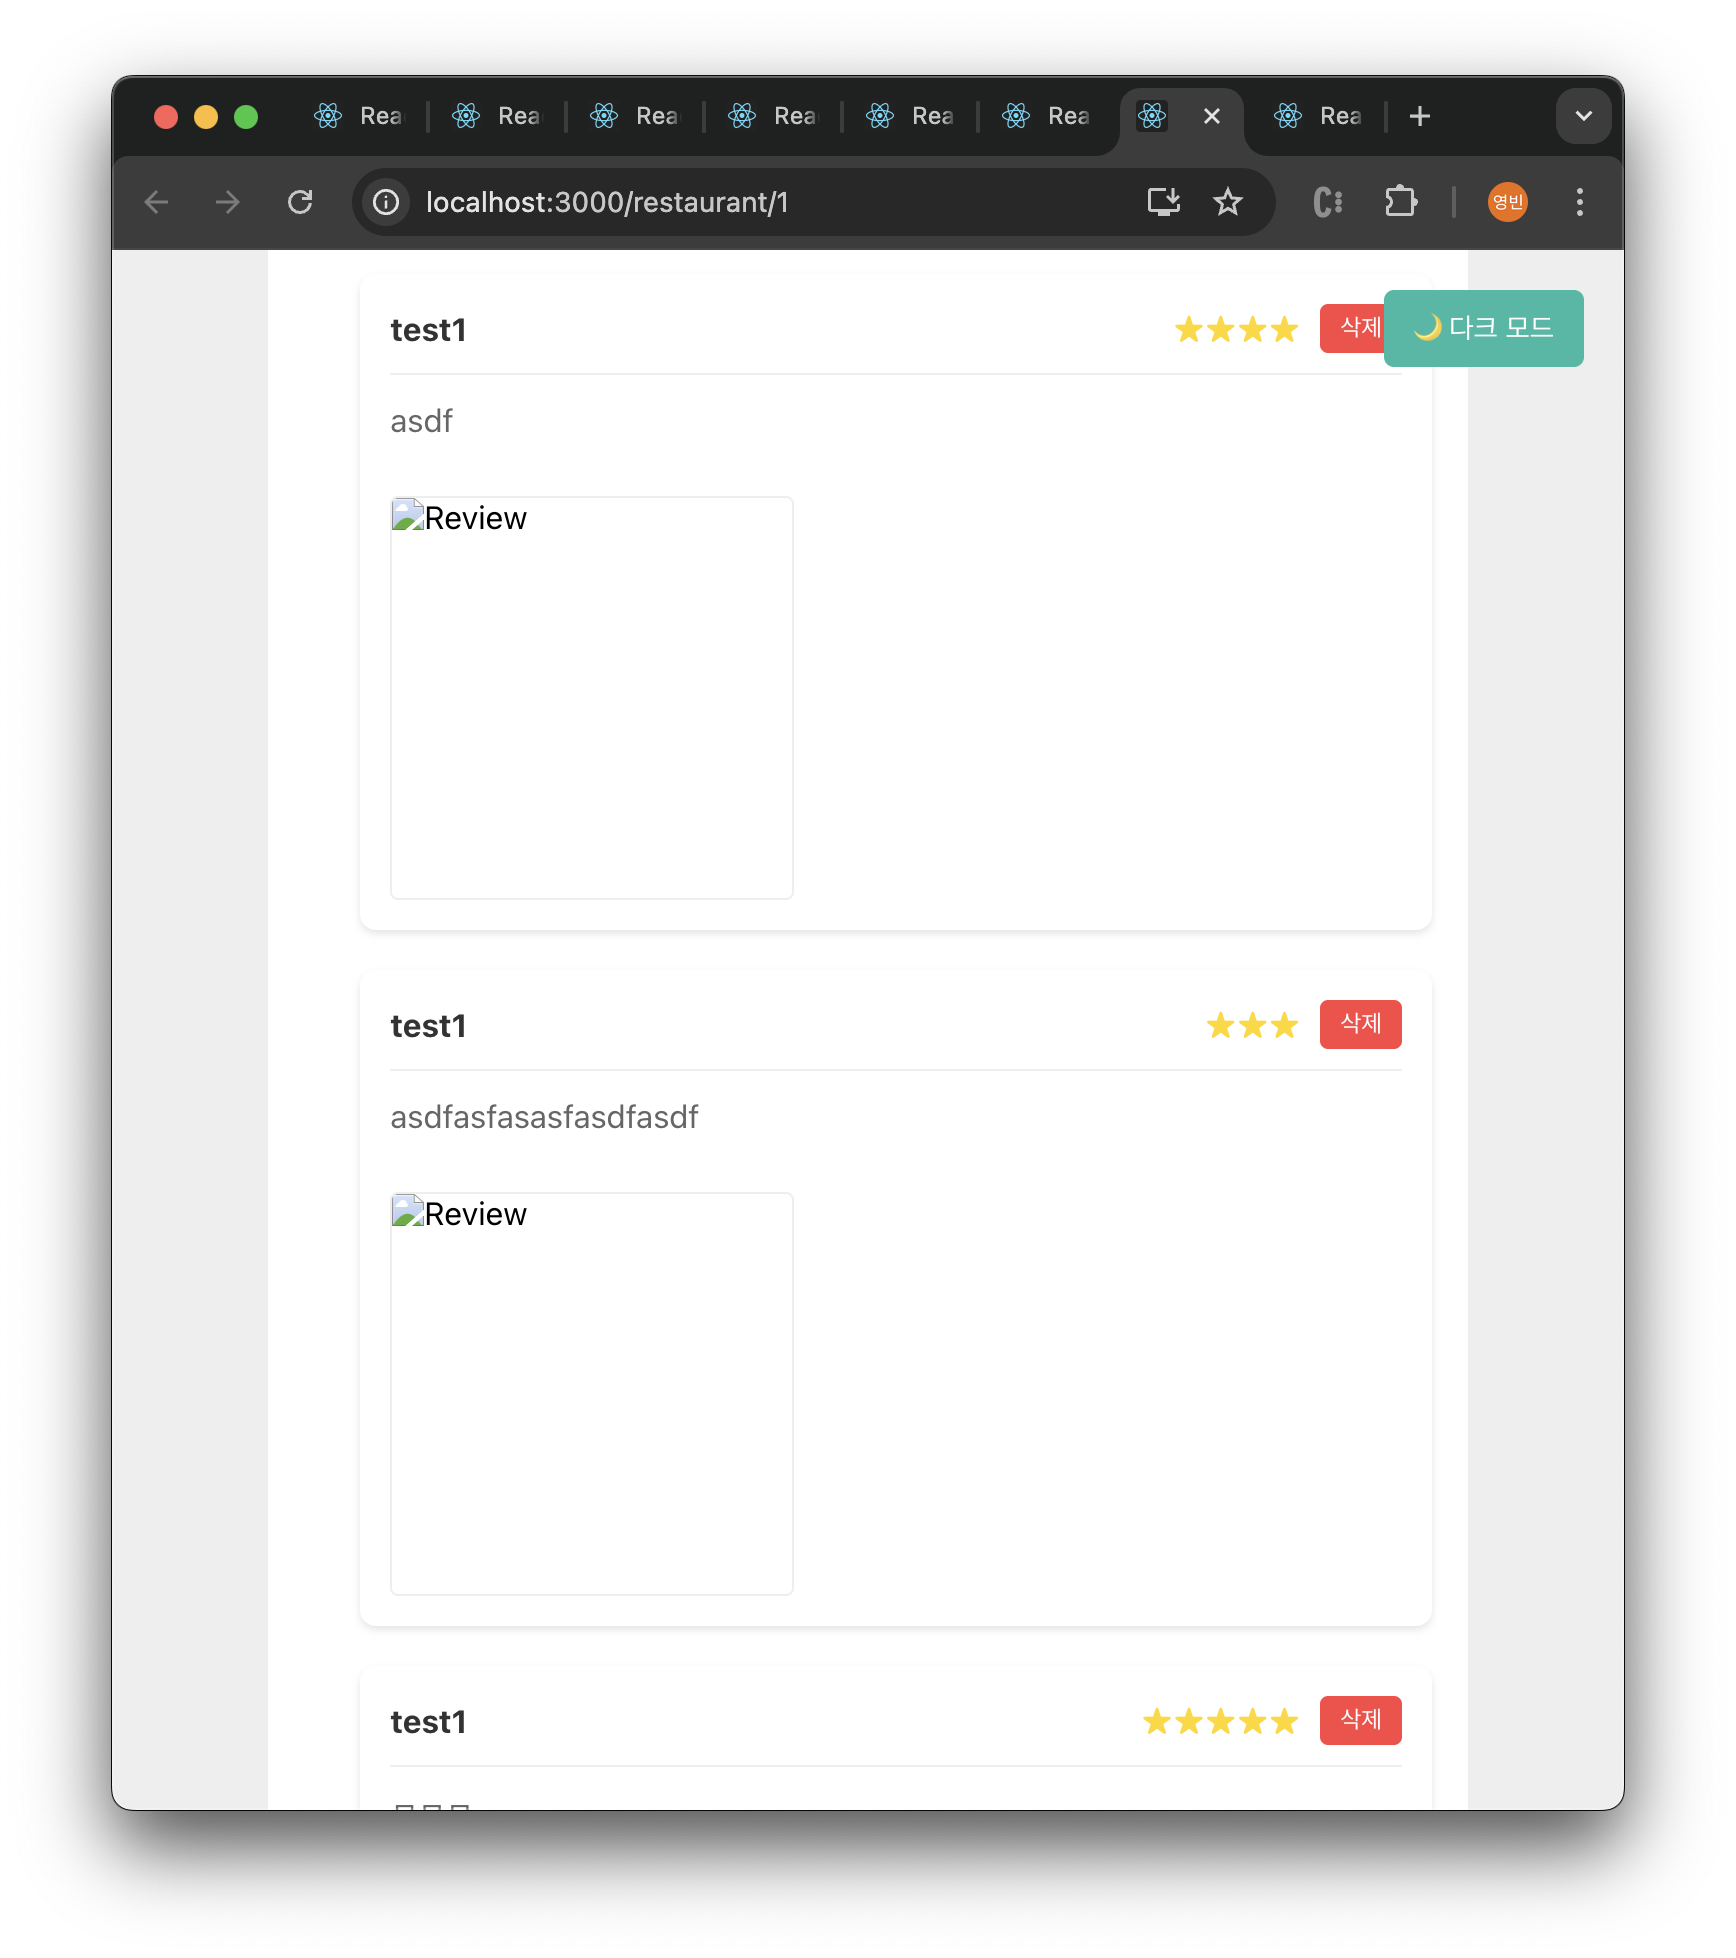 Rea Rea Rea Rea Rea Rea Rea
localhost:3000/restaurant/1
영빈
test1
삭제
🌙 다크 모드
asdf
Review
test1
삭제
asdfasfasasfasdfasdf
Review
test1
삭제